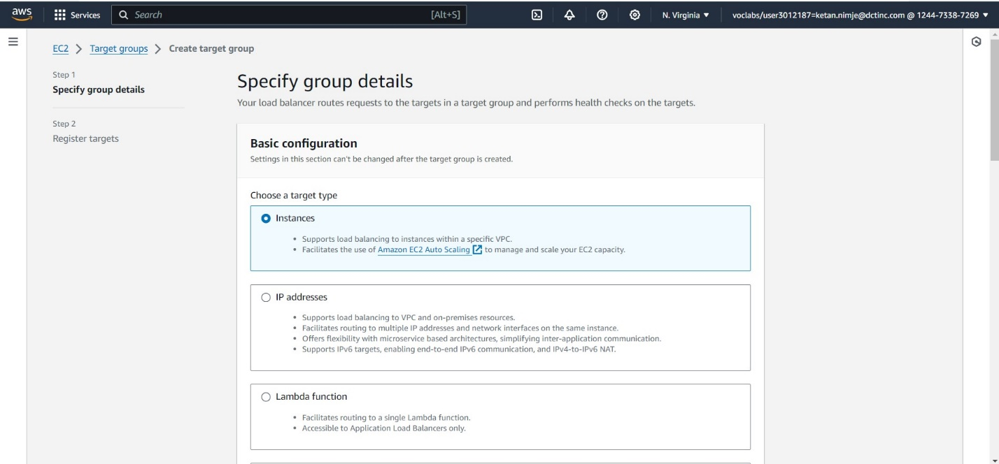 aws
Services
Search [Alt+S]
N. Virginia
voclabs/user3012187=ketan.nimje@dctinc.com @ 1244-7338-7269
EC2 > Target groups > Create target group
Step 1
Specify group details
Step 2
Register targets
Specify group details
Your load balancer routes requests to the targets in a target group and performs health checks on the targets.
Basic configuration
Settings in this section can't be changed after the target group is created.
Choose a target type
Instances
• Supports load balancing to instances within a specific VPC.
• Facilitates the use of Amazon EC2 Auto Scaling to manage and scale your EC2 capacity.
IP addresses
• Supports load balancing to VPC and on-premises resources.
• Facilitates routing to multiple IP addresses and network interfaces on the same instance.
• Offers flexibility with microservice based architectures, simplifying inter-application communication.
• Supports IPv6 targets, enabling end-to-end IPv6 communication, and IPv4-to-IPv6 NAT.
Lambda function
• Facilitates routing to a single Lambda function.
• Accessible to Application Load Balancers only.